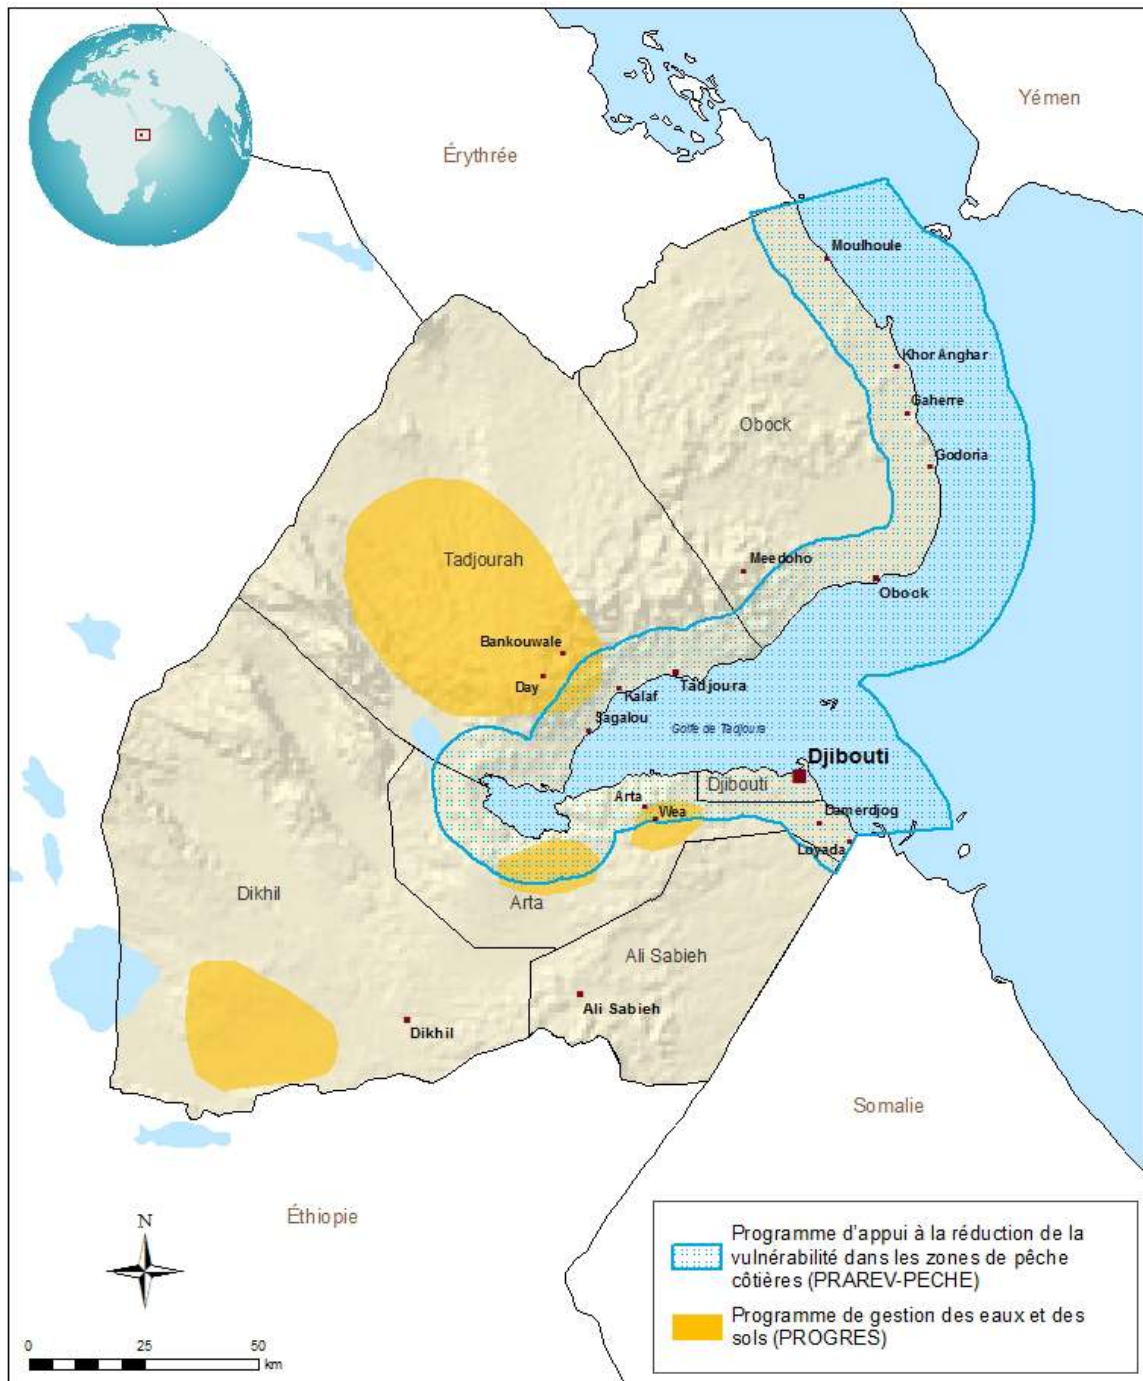 Yémen
Érythrée
Moulhoule
Khor Anghar
Gaherre
Obock
Godoria
Tadjourah
Meedoho
Obock
Bankouwale
Day
Kalaf
Tadjoura
Sagalou
Golfe de Tadjoura
Djibouti
Djibouti
Arta
Wea
Damerdjog
Loyada
Dikhil
Arta
Ali Sabieh
Ali Sabieh
Dikhil
Somalie
Éthiopie
N
0 25 50
km
Programme d'appui à la réduction de la
vulnérabilité dans les zones de pêche
côtières (PRAREV-PECHE)
Programme de gestion des eaux et des
sols (PROGRES)